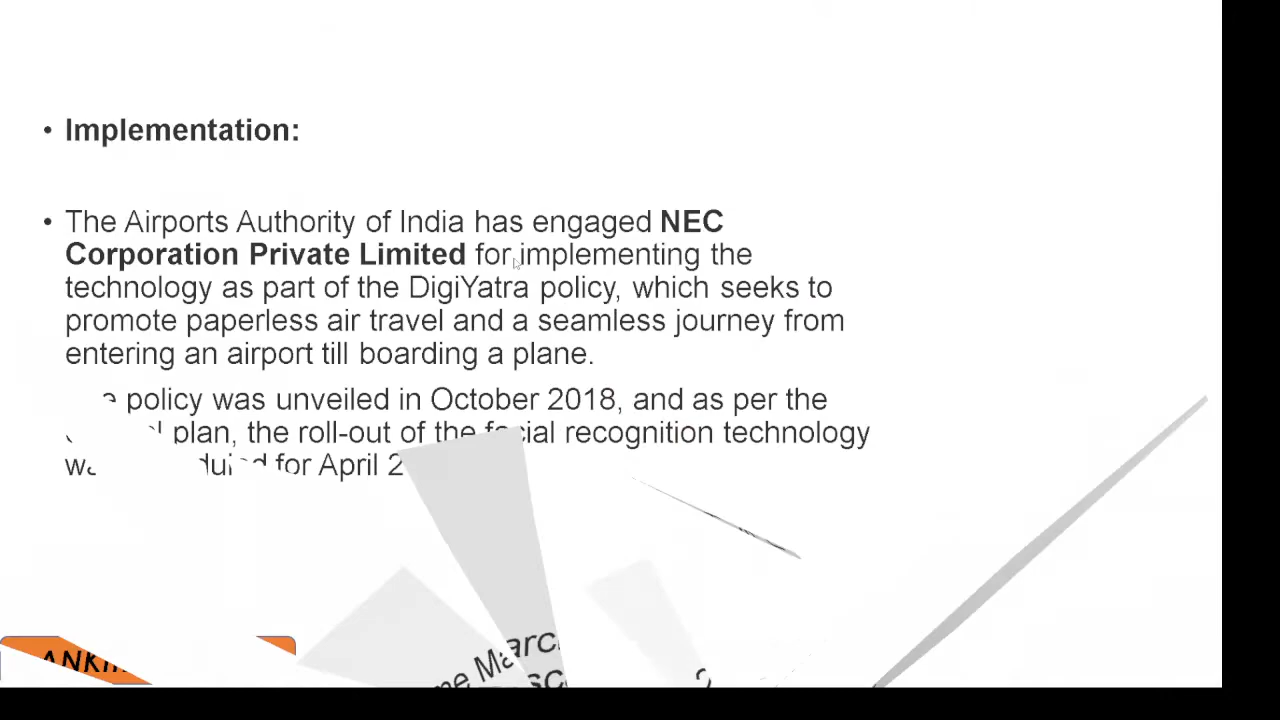 • Implementation:
• The Airports Authority of India has engaged NEC
Corporation Private Limited for implementing the
technology as part of the DigiYatra policy, which seeks to
promote paperless air travel and a seamless journey from
entering an airport till boarding a plane.
policy was unveiled in October 2018, and as per the
plan, the roll-out of the facial recognition technology
for April